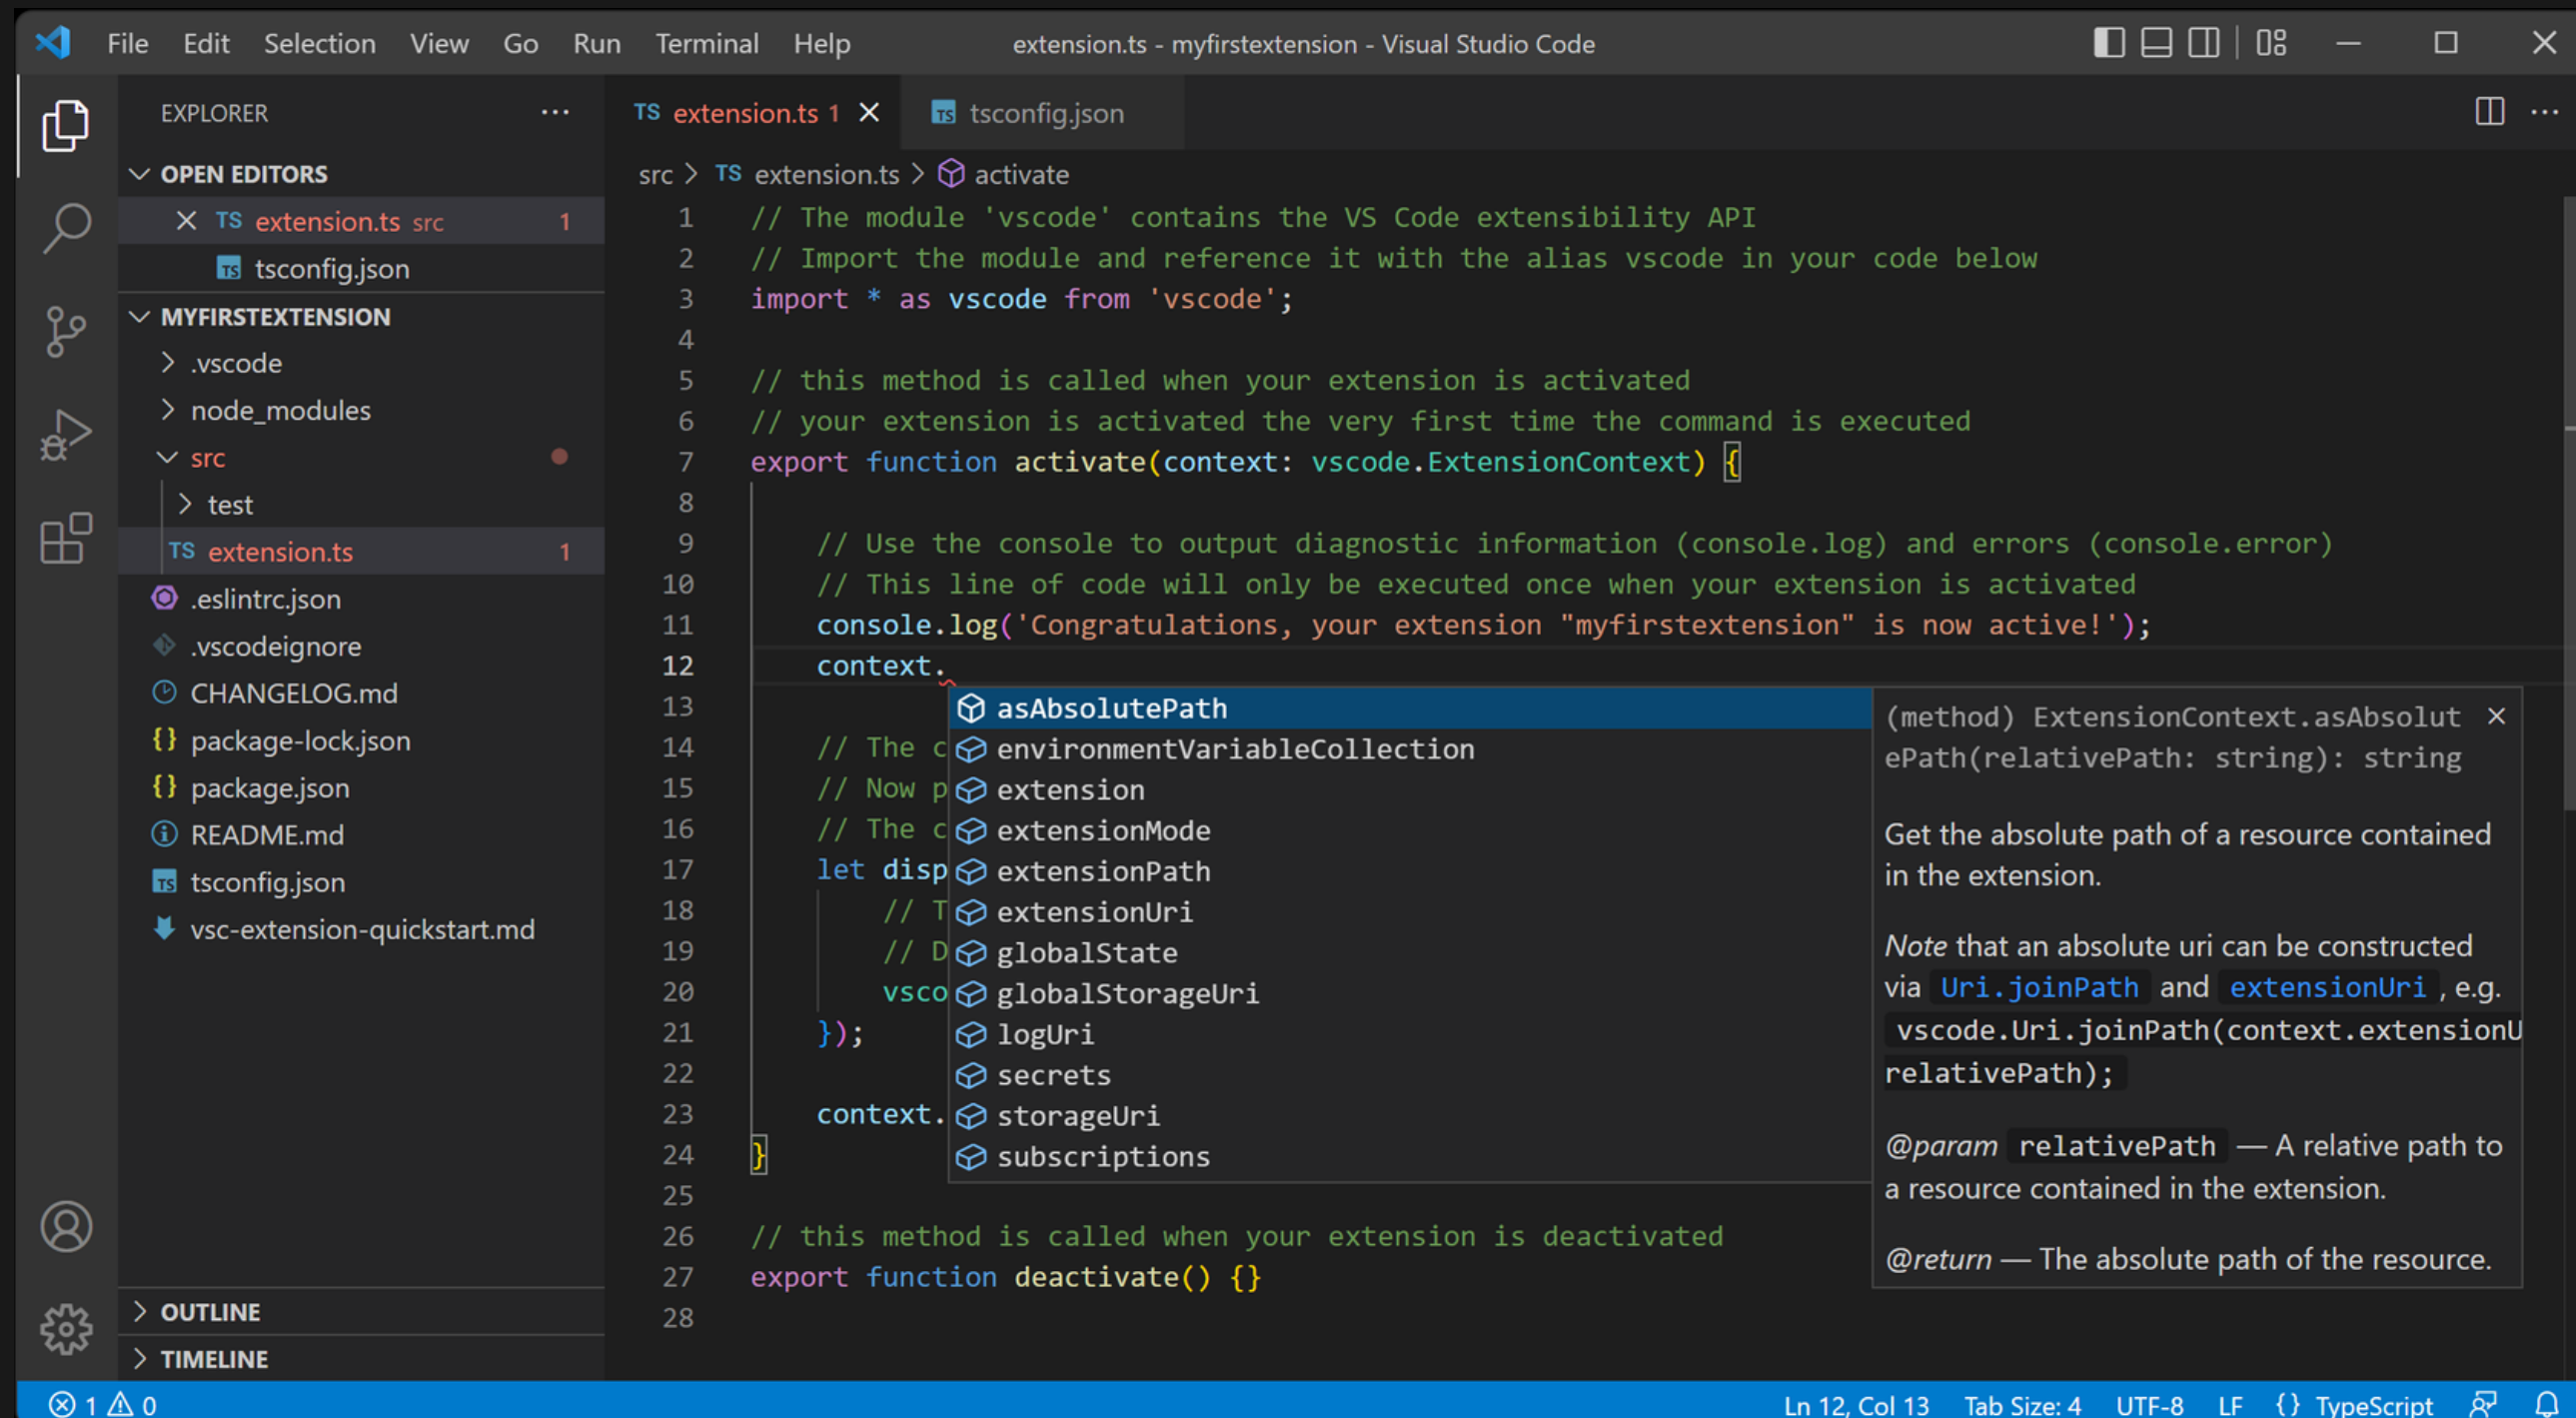 File Edit Selection View Go Run Terminal Help extension.ts - myfirstextension - Visual Studio Code
EXPLORER
OPEN EDITORS
TS extension.ts src 1
TS tsconfig.json
MYFIRSTEXTENSION
.vscode
node_modules
src
test
TS extension.ts 1
.eslintrc.json
.vscodeignore
CHANGELOG.md
{} package-lock.json
{} package.json
README.md
TS tsconfig.json
vsc-extension-quickstart.md
OUTLINE
TIMELINE
TS extension.ts 1 TS tsconfig.json
src > TS extension.ts > activate
1 // The module 'vscode' contains the VS Code extensibility API
2 // Import the module and reference it with the alias vscode in your code below
3 import * as vscode from 'vscode';
4
5 // this method is called when your extension is activated
6 // your extension is activated the very first time the command is executed
7 export function activate(context: vscode.ExtensionContext) {
8
9 // Use the console to output diagnostic information (console.log) and errors (console.error)
10 // This line of code will only be executed once when your extension is activated
11 console.log('Congratulations, your extension "myfirstextension" is now active!');
12 context.
13
14 // The c
15 // Now p
16 // The c
17 let disp
18 // T
19 // D
20 vsco
21 });
22
23 context.
24 }
25
26 // this method is called when your extension is deactivated
27 export function deactivate() {}
28
asAbsolutePath
environmentVariableCollection
extension
extensionMode
extensionPath
extensionUri
globalState
globalStorageUri
logUri
secrets
storageUri
subscriptions
(method) ExtensionContext.asAbsolut
ePath(relativePath: string): string
Get the absolute path of a resource contained
in the extension.
Note that an absolute uri can be constructed
via Uri.joinPath and extensionUri , e.g.
vscode.Uri.joinPath(context.extensionU
relativePath);
@param relativePath — A relative path to
a resource contained in the extension.
@return — The absolute path of the resource.
1 0 Ln 12, Col 13 Tab Size: 4 UTF-8 LF {} TypeScript